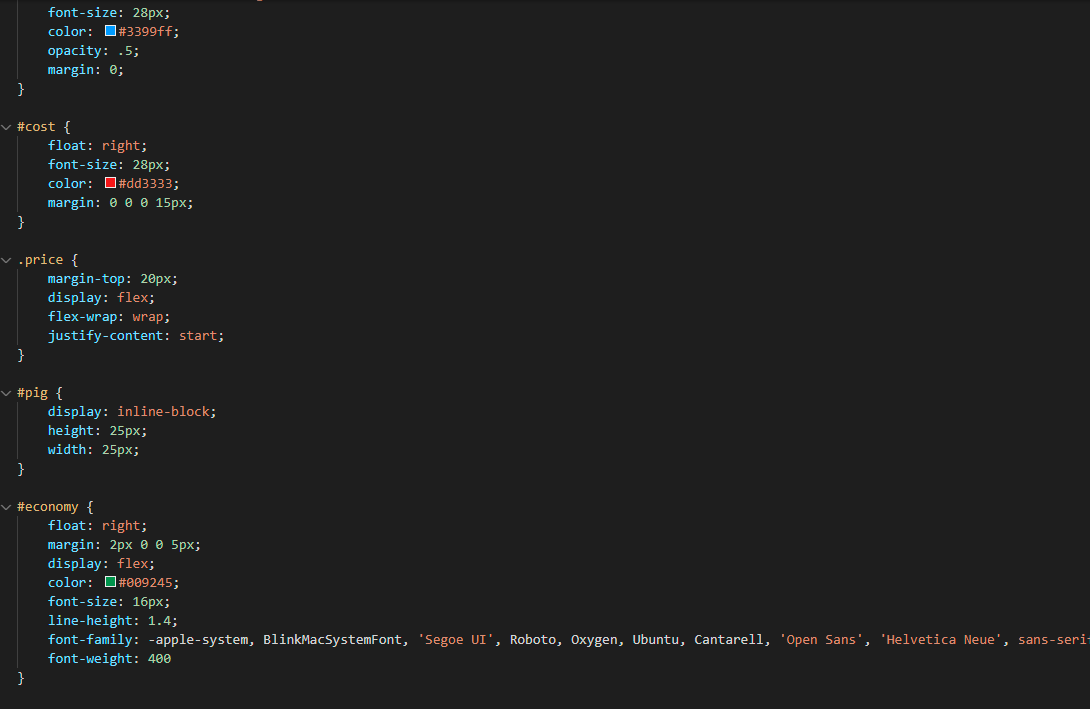 font-size: 28px;
color: #3399ff;
opacity: .5;
margin: 0;
}
#cost {
float: right;
font-size: 28px;
color: #dd3333;
margin: 0 0 0 15px;
}
.price {
margin-top: 20px;
display: flex;
flex-wrap: wrap;
justify-content: start;
}
#pig {
display: inline-block;
height: 25px;
width: 25px;
}
#economy {
float: right;
margin: 2px 0 0 5px;
display: flex;
color: #009245;
font-size: 16px;
line-height: 1.4;
font-family: -apple-system, BlinkMacSystemFont, 'Segoe UI', Roboto, Oxygen, Ubuntu, Cantarell, 'Open Sans', 'Helvetica Neue', sans-seri
font-weight: 400
}